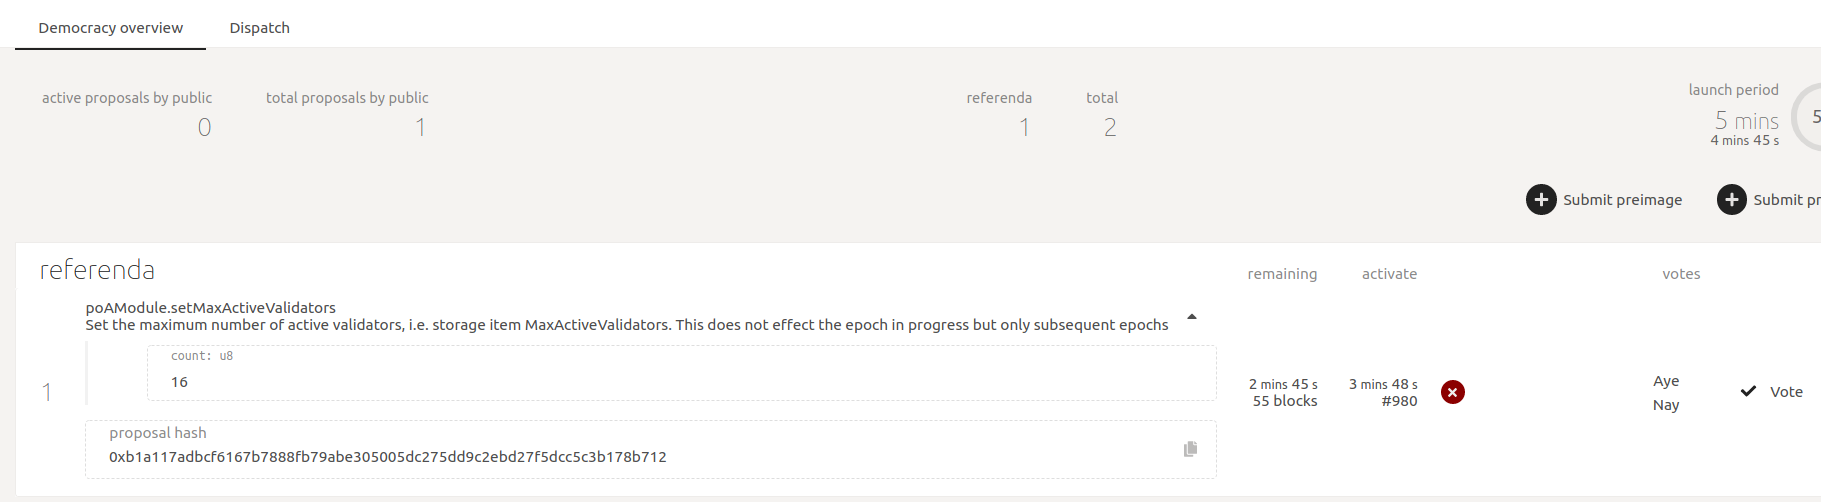 Democracy overview Dispatch
active proposals by public total proposals by public referenda total launch period
0 1 1 2 5 mins
4 mins 45 s
5
Submit preimage Submit pr
referenda remaining activate votes
poAModule.setMaxActiveValidators
Set the maximum number of active validators, i.e. storage item MaxActiveValidators. This does not effect the epoch in progress but only subsequent epochs
count: u8
16
1 2 mins 45 s 3 mins 48 s Aye Vote
55 blocks #980 Nay
proposal hash
0xb1a117adbcf6167b7888fb79abe305005dc275dd9c2ebd27f5dcc5c3b178b712